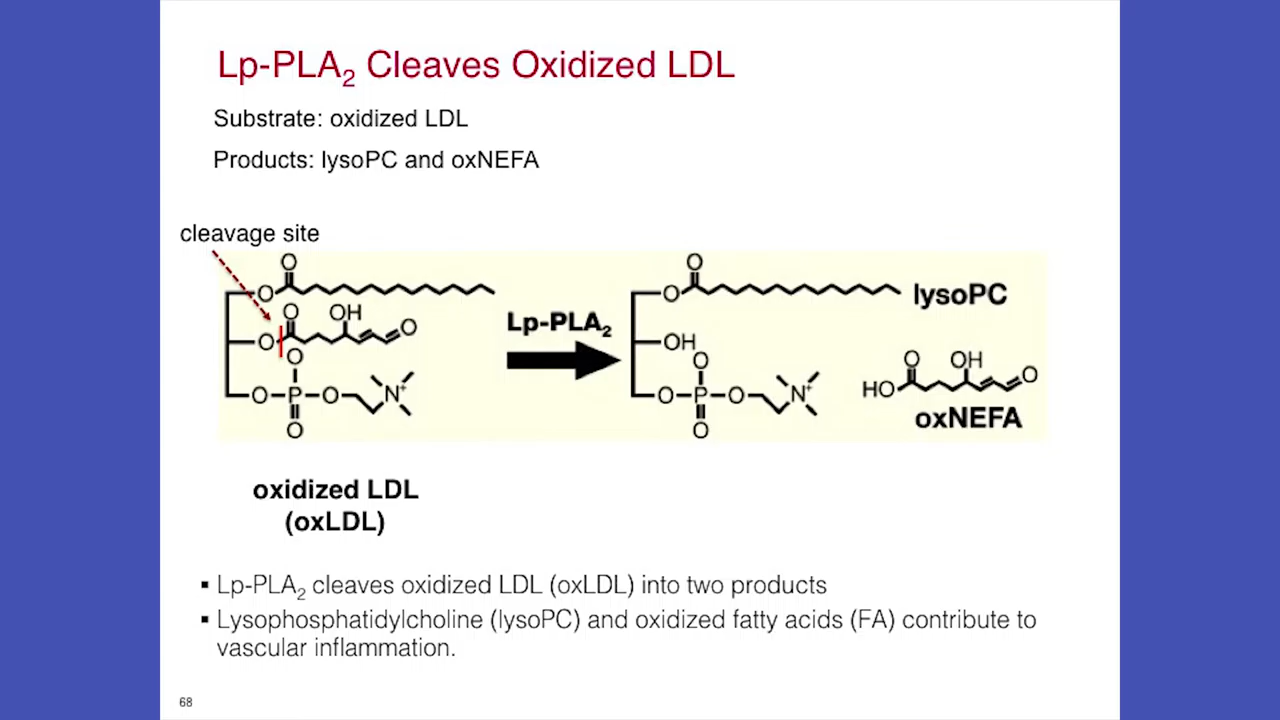 Lp-PLA₂ Cleaves Oxidized LDL
Substrate: oxidized LDL
Products: lysoPC and oxNEFA
cleavage site
O
O
O
OH
O
O
O
O
P
O
N⁺
O
Lp-PLA₂
O
O
OH
O
O
P
O
N⁺
O
lysoPC
O
OH
HO
O
oxNEFA
oxidized LDL
(oxLDL)
▪ Lp-PLA₂ cleaves oxidized LDL (oxLDL) into two products
▪ Lysophosphatidylcholine (lysoPC) and oxidized fatty acids (FA) contribute to
vascular inflammation.
68